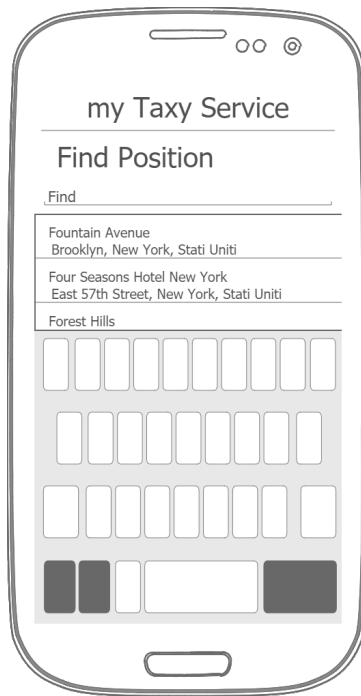 my Taxy Service
Find Position
Find
Fountain Avenue
Brooklyn, New York, Stati Uniti
Four Seasons Hotel New York
East 57th Street, New York, Stati Uniti
Forest Hills